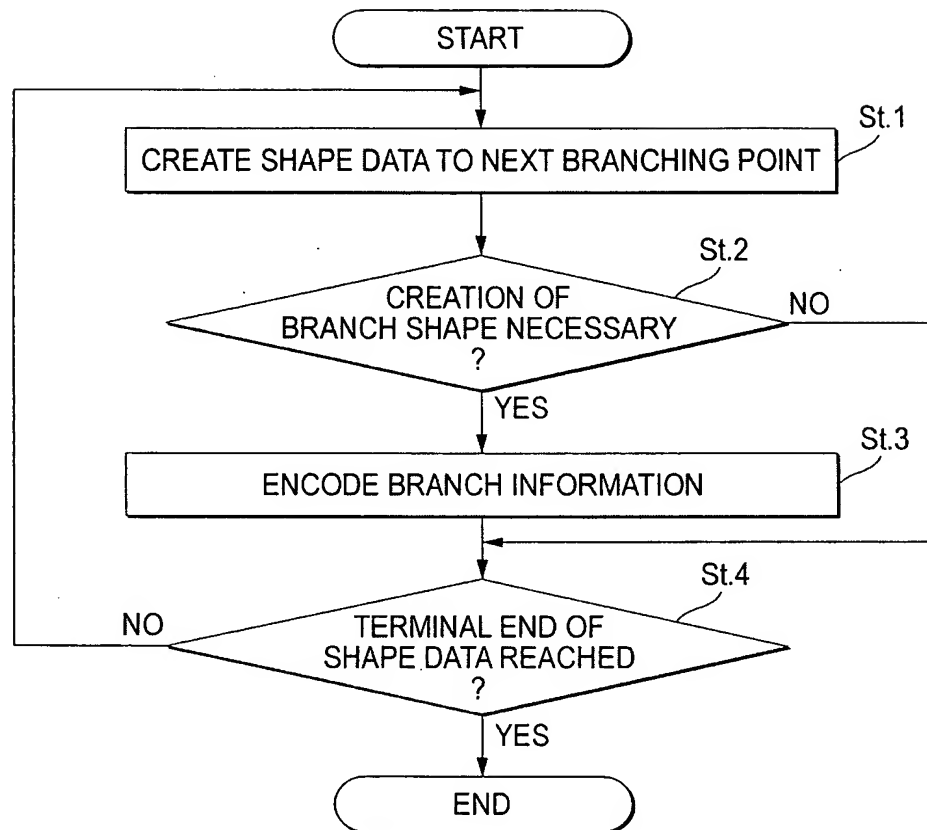 START
St.1
CREATE SHAPE DATA TO NEXT BRANCHING POINT
St.2
CREATION OF
BRANCH SHAPE NECESSARY
?
NO
YES
St.3
ENCODE BRANCH INFORMATION
St.4
NO
TERMINAL END OF
SHAPE DATA REACHED
?
YES
END